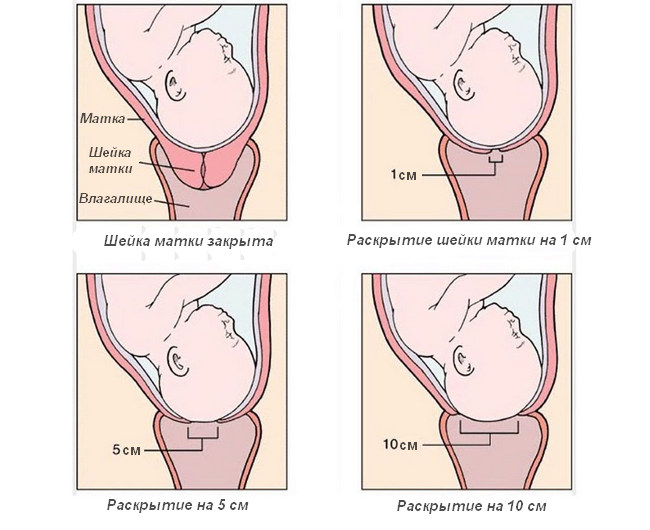 Матка
Шейка
матки
Влагалище
Шейка матки закрыта
1см
Раскрытие шейки матки на 1 см
5см
Раскрытие на 5 см
10см
Раскрытие на 10 см